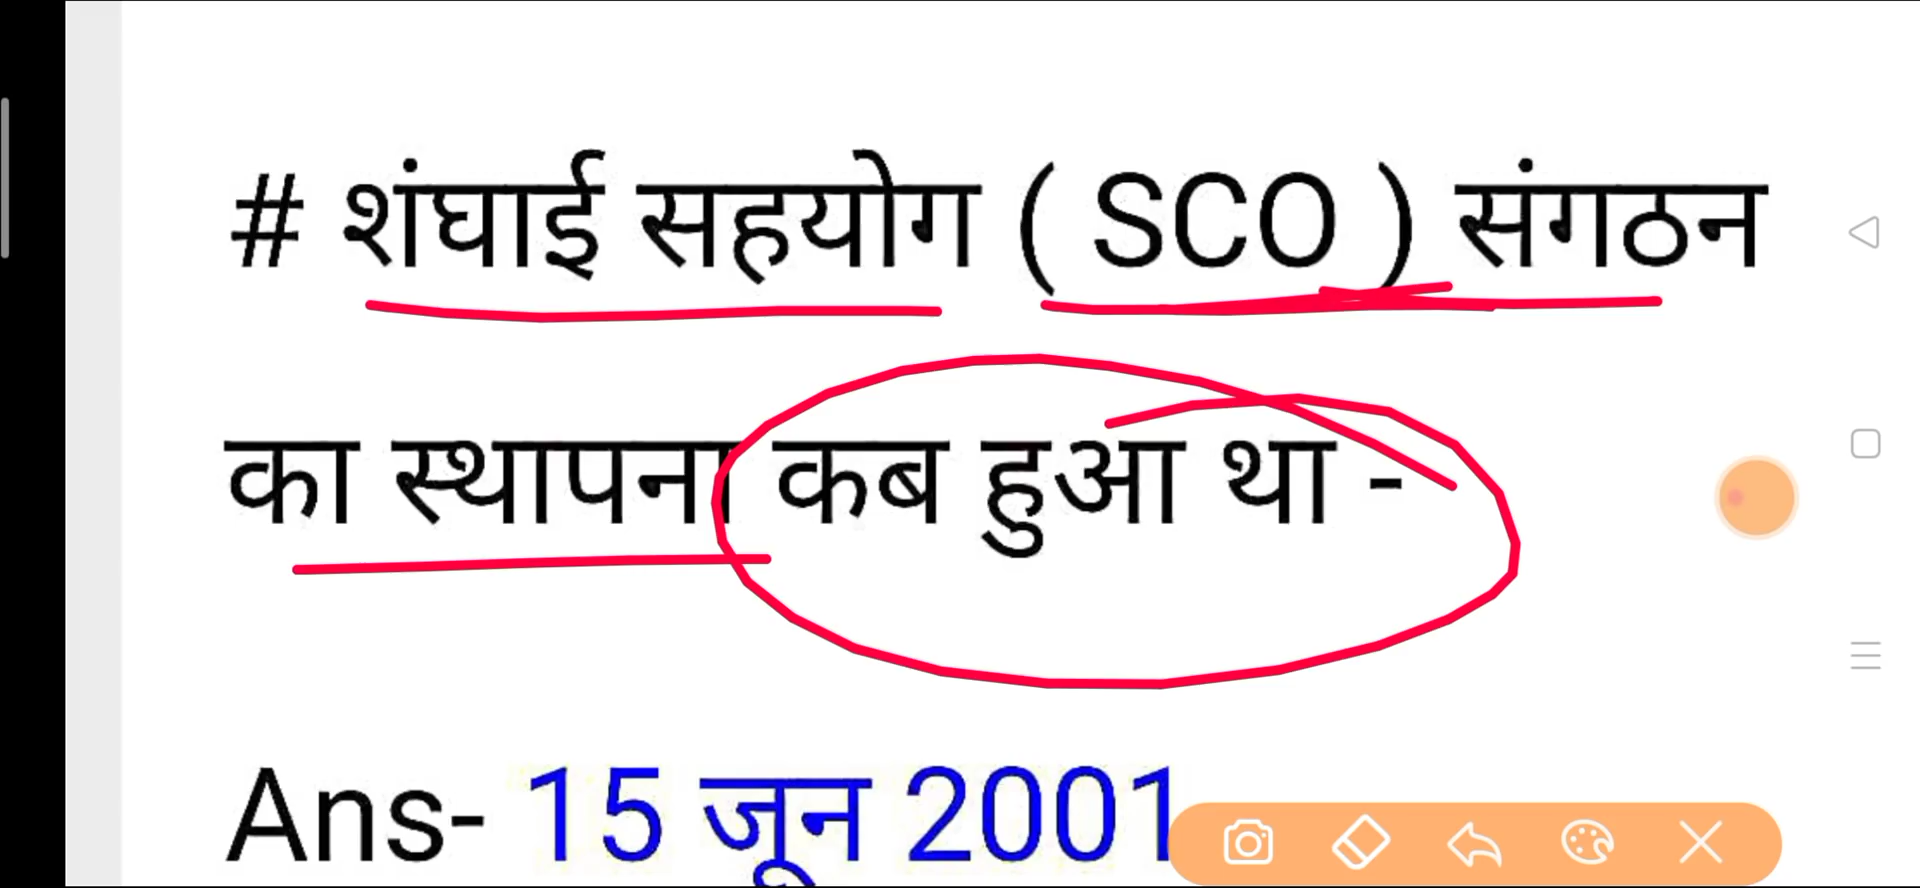 # शंघाई सहयोग ( SCO ) संगठन
का स्थापना कब हुआ था -
Ans- 15 जून 2001